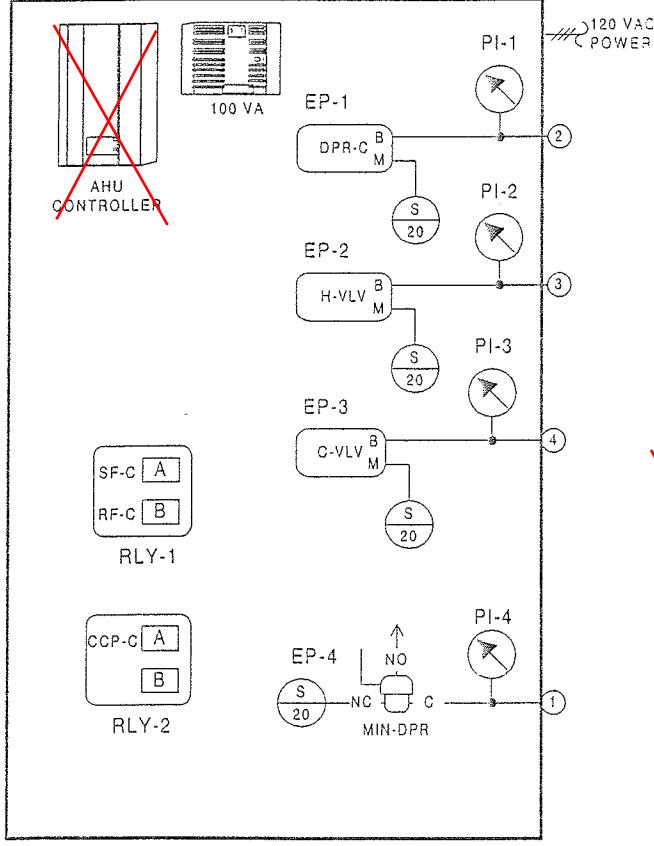 120 VAC
POWER
PI-1
100 VA
EP-1
DPR-C
B
M
2
AHU
CONTROLLER
S
20
PI-2
EP-2
H-VLV
B
M
3
S
20
PI-3
EP-3
C-VLV
B
M
4
SF-C A
RF-C B
RLY-1
S
20
PI-4
CCP-C A
B
RLY-2
EP-4
NO
S
20
NC
C
1
MIN-DPR